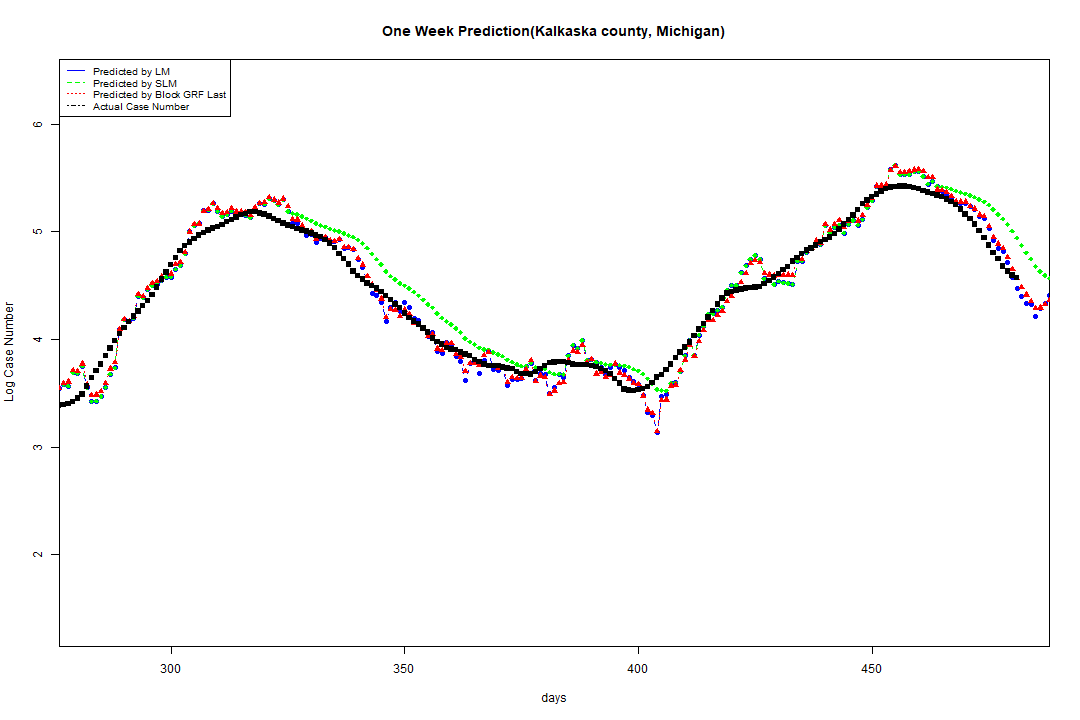 One Week Prediction(Kalkaska county, Michigan)
Predicted by LM
Predicted by SLM
Predicted by Block GRF Last
Actual Case Number
6
5
4
3
2
Log Case Number
300 350 400 450
days